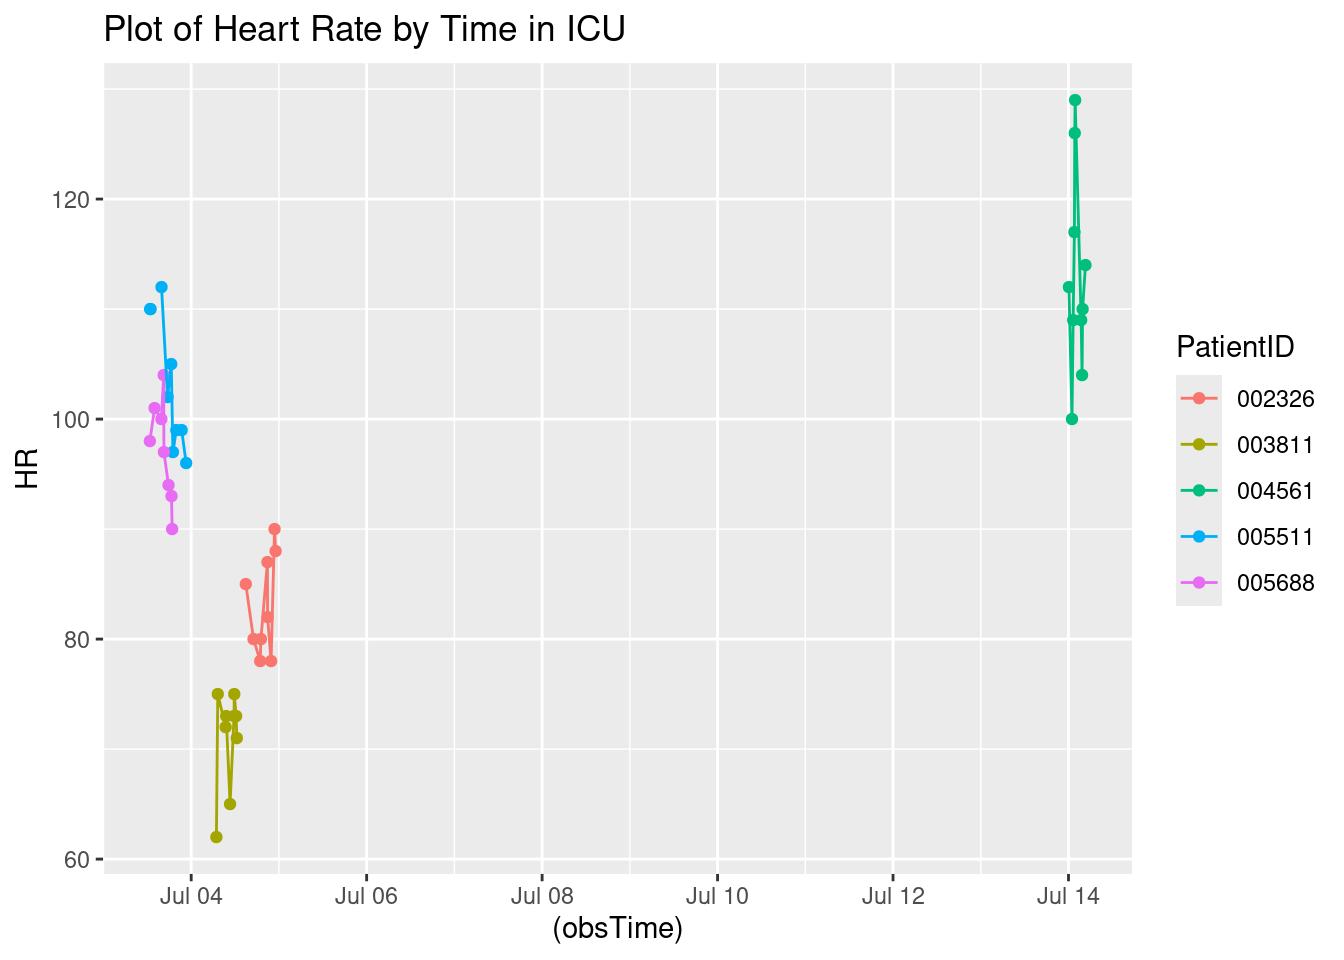 Plot of Heart Rate by Time in ICU
HR
120
100
80
60
Jul 04 Jul 06 Jul 08 Jul 10 Jul 12 Jul 14
(obsTime)
PatientID
002326
003811
004561
005511
005688